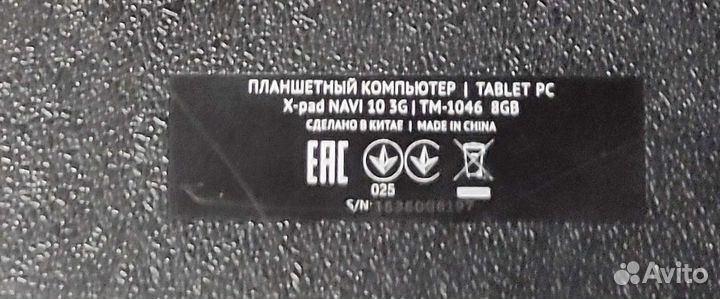 ПЛАНШЕТНЫЙ КОМПЬЮТЕР | TABLET PC
X-pad NAVI 10 3G | TM-1046 8GB
СДЕЛАНО В КИТАЕ | MADE IN CHINA
EAC
025
S/N:
Avito